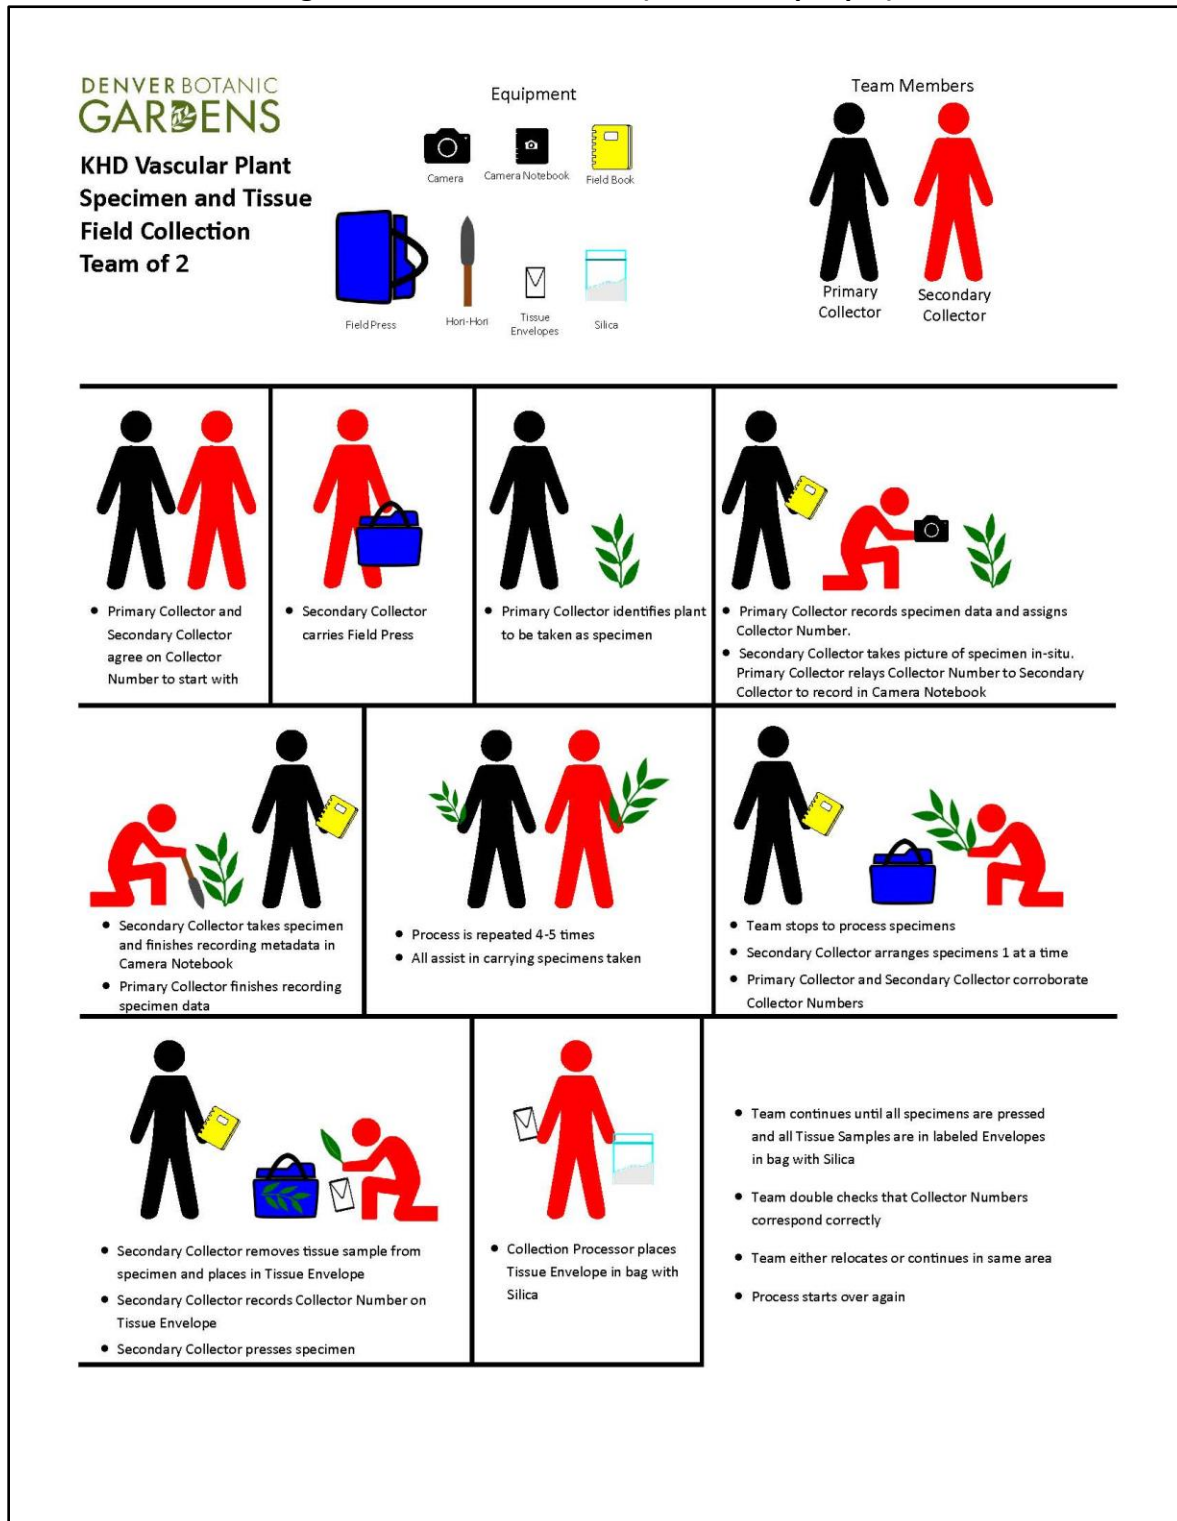 DENVER BOTANIC
GARDENS
KHD Vascular Plant
Specimen and Tissue
Field Collection
Team of 2
Equipment
Camera
Camera Notebook
Field Book
Field Press
Hori-Hori
Tissue
Envelopes
Silica
Team Members
Primary
Collector
Secondary
Collector
• Primary Collector and
Secondary Collector
agree on Collector
Number to start with
• Secondary Collector
carries Field Press
• Primary Collector identifies plant
to be taken as specimen
• Primary Collector records specimen data and assigns
Collector Number.
• Secondary Collector takes picture of specimen in-situ.
Primary Collector relays Collector Number to Secondary
Collector to record in Camera Notebook
• Secondary Collector takes specimen
and finishes recording metadata in
Camera Notebook
• Primary Collector finishes recording
specimen data
• Process is repeated 4-5 times
• All assist in carrying specimens taken
• Team stops to process specimens
• Secondary Collector arranges specimens 1 at a time
• Primary Collector and Secondary Collector corroborate
Collector Numbers
• Secondary Collector removes tissue sample from
specimen and places in Tissue Envelope
• Secondary Collector records Collector Number on
Tissue Envelope
• Secondary Collector presses specimen
• Collection Processor places
Tissue Envelope in bag with
Silica
• Team continues until all specimens are pressed
and all Tissue Samples are in labeled Envelopes
in bag with Silica
• Team double checks that Collector Numbers
correspond correctly
• Team either relocates or continues in same area
• Process starts over again